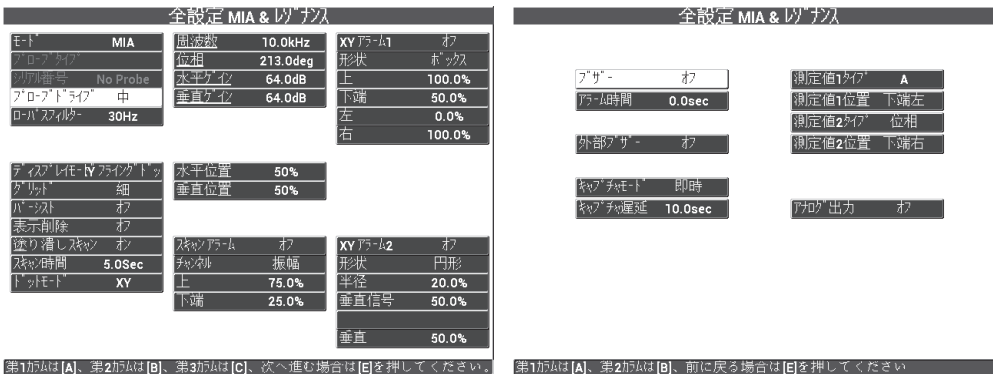 全設定 MIA & ﾚｿﾞﾅﾝｽ
ﾓｰﾄﾞ MIA
ﾌﾟﾛｰﾌﾞﾀｲﾌﾟ
ｼﾘｱﾙ番号 No Probe
ﾌﾟﾛｰﾌﾞﾄﾞﾗｲﾌﾞ 中
ﾛｰﾊﾟｽﾌｨﾙﾀｰ 30Hz
周波数 10.0kHz
位相 213.0deg
水平ｹﾞｲﾝ 64.0dB
垂直ｹﾞｲﾝ 64.0dB
XY ｱﾗｰﾑ1 ｵﾌ
形状 ﾎﾞｯｸｽ
上 100.0%
下端 50.0%
左 0.0%
右 100.0%
ﾃﾞｨｽﾌﾟﾚｲﾓｰﾄﾞ XY ﾌﾗｲﾝｸﾞﾄﾞｯ
ｸﾞﾘｯﾄﾞ 細
ﾊﾟｰｼｽﾄ ｵﾌ
表示削除 ｵﾌ
塗り潰しｽｷｬﾝ ｵﾝ
ｽｷｬﾝ時間 5.0Sec
ﾄﾞｯﾄﾓｰﾄﾞ XY
水平位置 50%
垂直位置 50%
ｽｷｬﾝｱﾗｰﾑ ｵﾌ
ﾁｬﾝﾈﾙ 振幅
上 75.0%
下端 25.0%
XY ｱﾗｰﾑ2 ｵﾌ
形状 円形
半径 20.0%
垂直信号 50.0%
垂直 50.0%
第1ｶﾗﾑは[A]、第2ｶﾗﾑは[B]、第3ｶﾗﾑは[C]、次へ進む場合は[E]を押してください。
全設定 MIA & ﾚｿﾞﾅﾝｽ
ﾌﾞｻﾞｰ ｵﾌ
ｱﾗｰﾑ時間 0.0sec
外部ﾌﾞｻﾞｰ ｵﾌ
ｷｬﾌﾟﾁｬﾓｰﾄﾞ 即時
ｷｬﾌﾟﾁｬ遅延 10.0sec
測定値1ﾀｲﾌﾟ A
測定値1位置 下端左
測定値2ﾀｲﾌﾟ 位相
測定値2位置 下端右
ｱﾅﾛｸﾞ出力 ｵﾌ
第1ｶﾗﾑは[A]、第2ｶﾗﾑは[B]、前に戻る場合は[E]を押してください